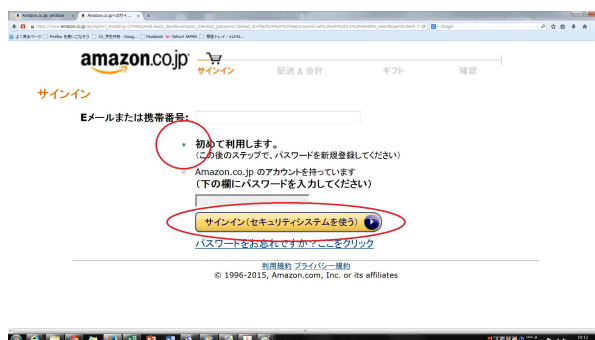 amazon.co.jp
サインイン
配送 & 会計
ギフト
確認
サインイン
Eメールまたは携帯番号:
初めて利用します。
(この後のステップで、パスワードを新規登録してください)
Amazon.co.jp のアカウントを持っています
(下の欄にパスワードを入力してください)
サインイン(セキュリティシステムを使う)
パスワードをお忘れですか?ここをクリック
利用規約 プライバシー規約
© 1996-2015, Amazon.com, Inc. or its affiliates
10:12